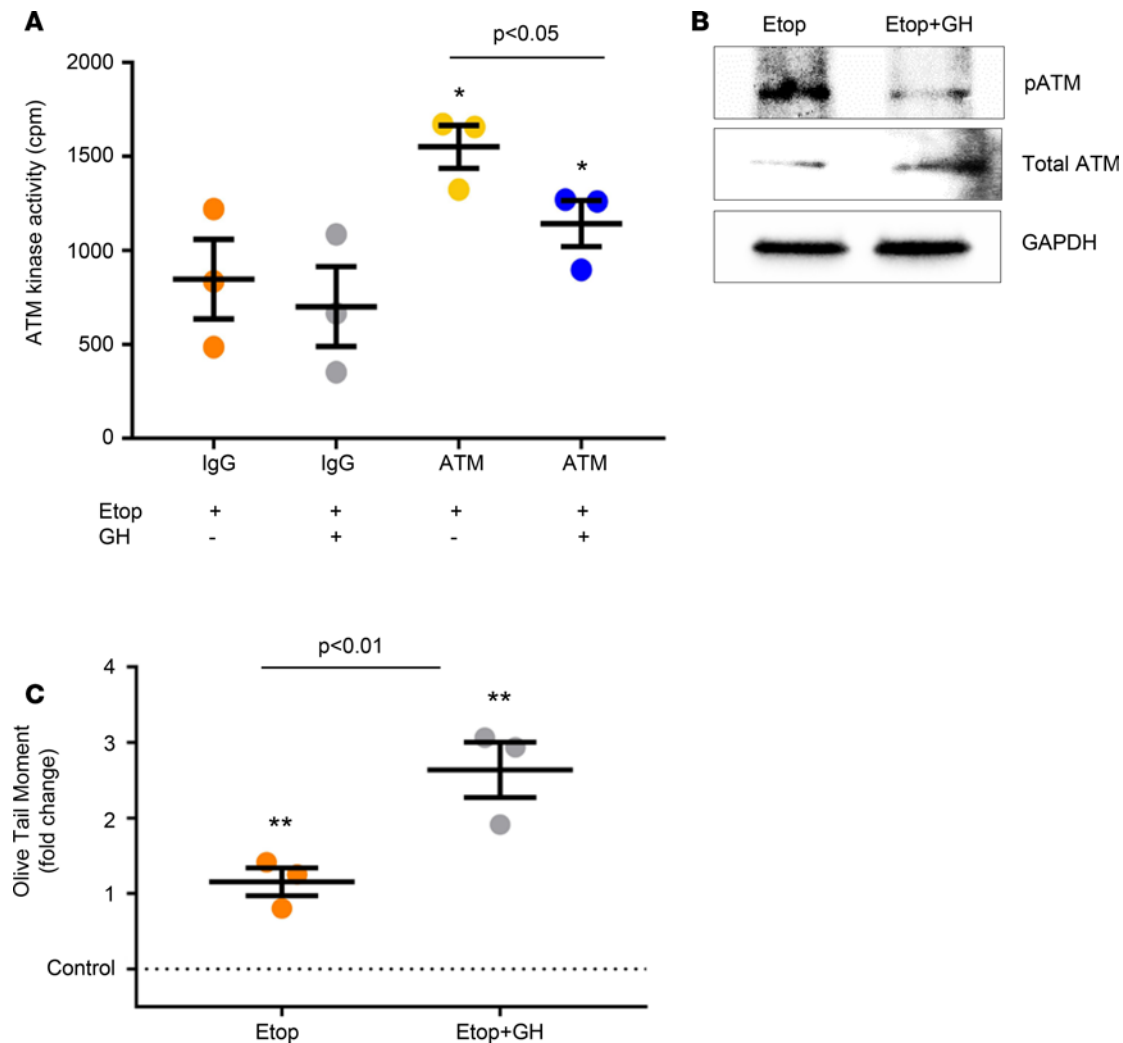 A
p<0.05
2000
*
*
1500
1000
500
0
ATM kinase activity (cpm)
IgG IgG ATM ATM
Etop + + + +
GH - + - +
B
Etop Etop+GH
pATM
Total ATM
GAPDH
C
p<0.01
4
**
3
2
**
1
Control
Olive Tail Moment
(fold change)
Etop Etop+GH